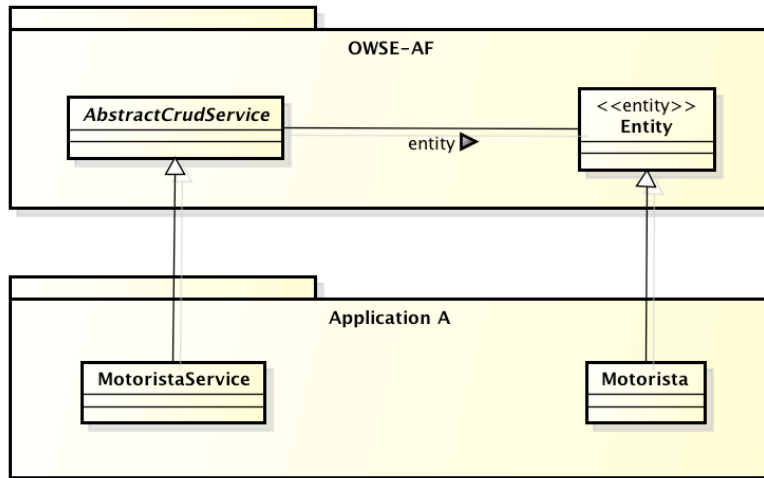 OWSE-AF
AbstractCrudService
<<entity>>
Entity
entity
Application A
MotoristaService
Motorista